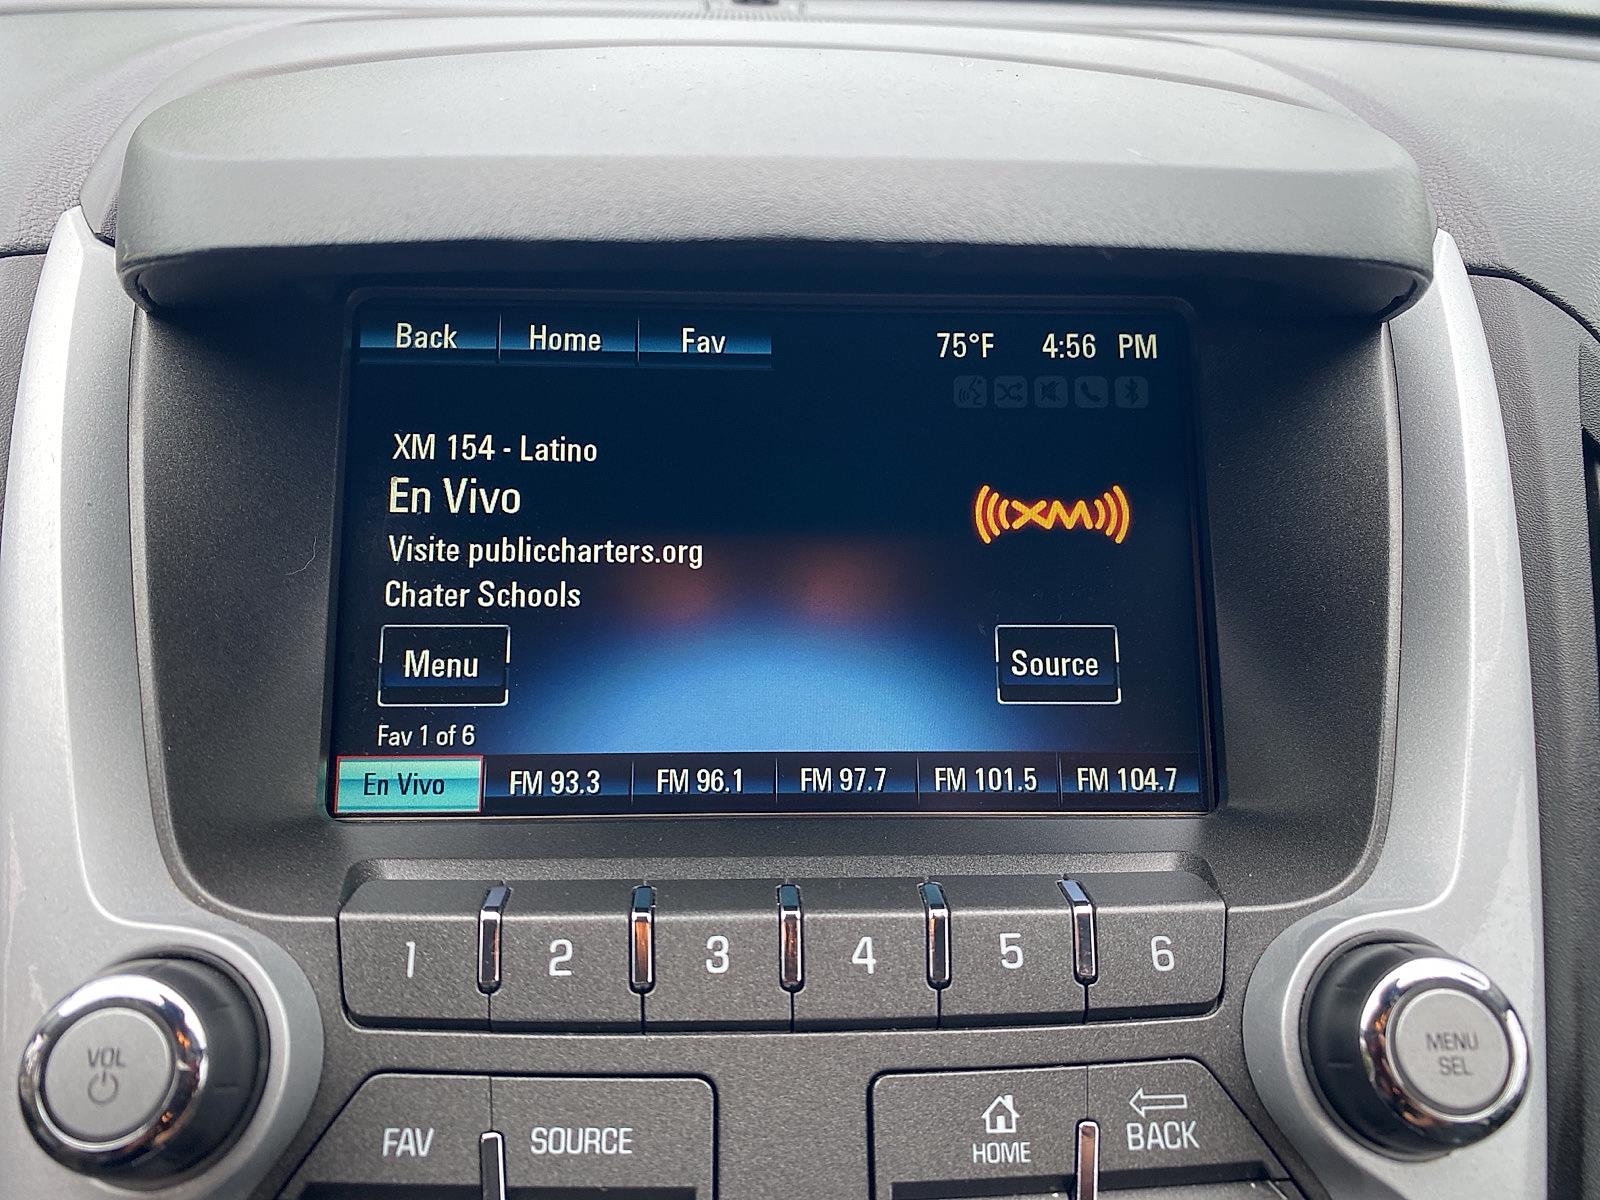 Back Home Fav 75°F 4:56 PM
XM 154 - Latino
En Vivo
XM
Visite publiccharters.org
Chater Schools
Menu Source
Fav 1 of 6
En Vivo FM 93.3 FM 96.1 FM 97.7 FM 101.5 FM 104.7
1 2 3 4 5 6
VOL
MENU
SEL
FAV SOURCE HOME BACK